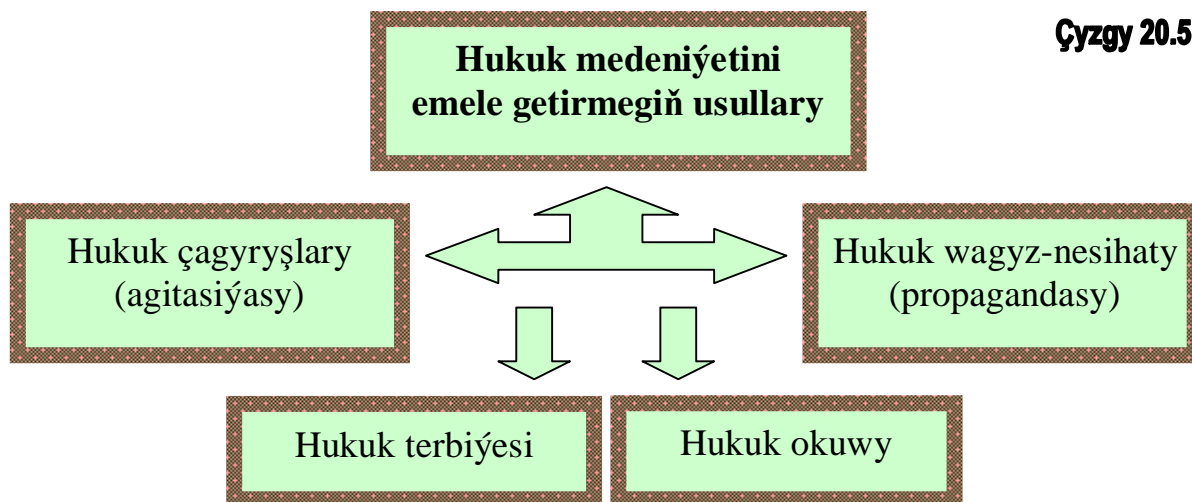 Çyzgy 20.5
Hukuk medeniýetini
emele getirmegiň usullary
Hukuk çagyryşlary
(agitasiýasy)
Hukuk wagyz-nesihaty
(propagandasy)
Hukuk terbiýesi
Hukuk okuwy